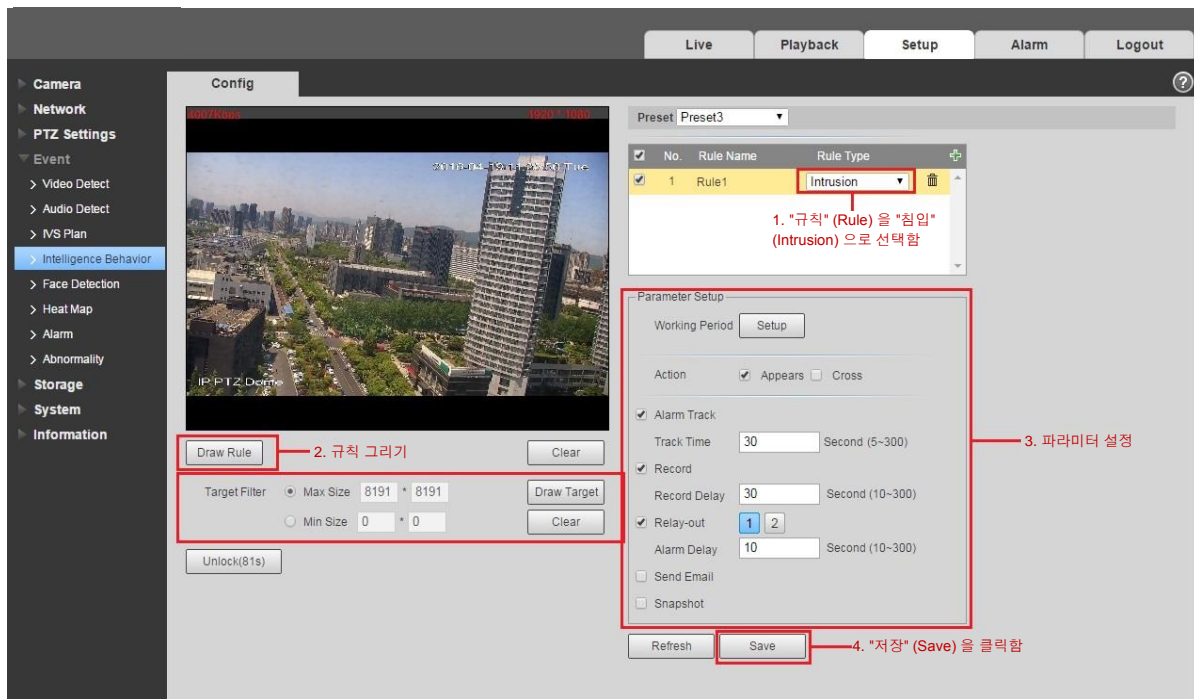 Live Playback Setup Alarm Logout
Camera
Network
PTZ Settings
Event
Video Detect
Audio Detect
IVS Plan
Intelligence Behavior
Face Detection
Heat Map
Alarm
Abnormality
Storage
System
Information
Config
4007Kbps 1920 * 1080
IP PTZ Dome
Draw Rule
2. 규칙 그리기
Clear
Target Filter Max Size 8191 * 8191 Draw Target
Min Size 0 * 0 Clear
Unlock(81s)
Preset Preset3
No. Rule Name Rule Type
1 Rule1 Intrusion
1. "규칙" (Rule) 을 "침입"
(Intrusion) 으로 선택함
Parameter Setup
Working Period Setup
Action Appears Cross
Alarm Track
Track Time 30 Second (5~300)
3. 파라미터 설정
Record
Record Delay 30 Second (10~300)
Relay-out 1 2
Alarm Delay 10 Second (10~300)
Send Email
Snapshot
Refresh Save
4. "저장" (Save) 을 클릭함